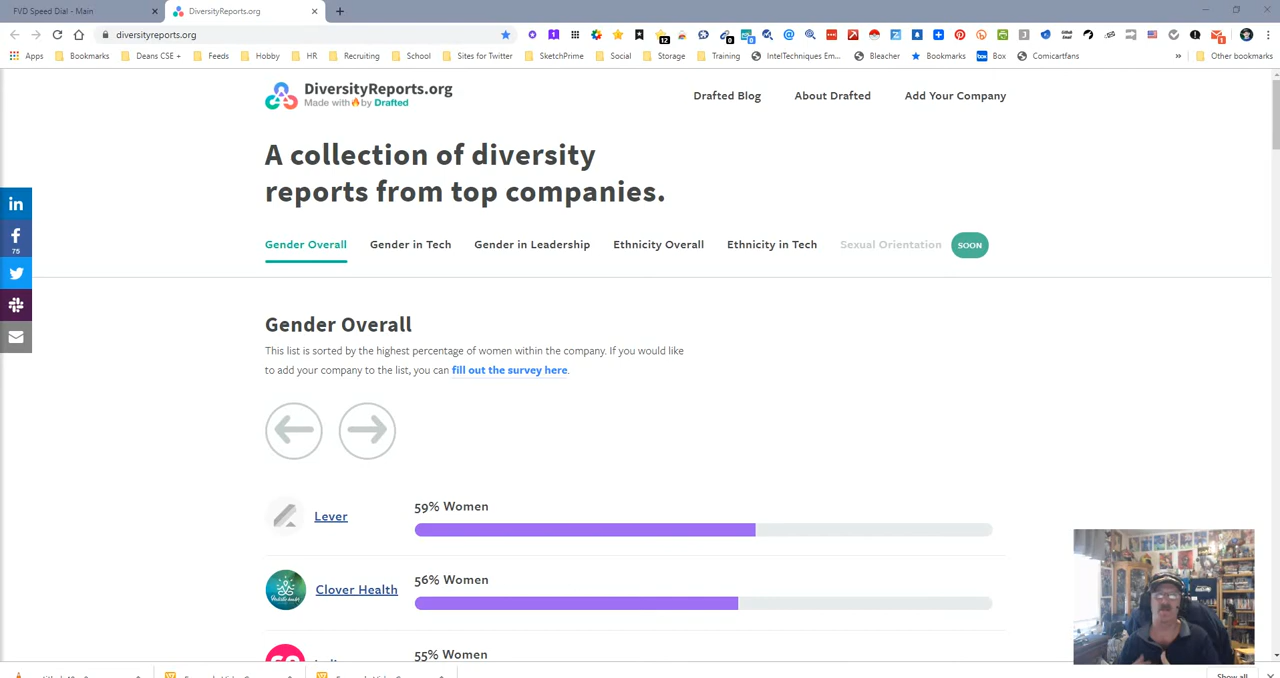 FVD Speed Dial - Main
DiversityReports.org
diversityreports.org
Apps
Bookmarks
Deans CSE +
Feeds
Hobby
HR
Recruiting
School
Sites for Twitter
SketchPrime
Social
Storage
Training
IntelTechniques Em...
Bleacher
Bookmarks
Box
Comicartfans
»
Other bookmarks
DiversityReports.org
Made with🔥by Drafted
Drafted Blog
About Drafted
Add Your Company
A collection of diversity
reports from top companies.
Gender Overall
Gender in Tech
Gender in Leadership
Ethnicity Overall
Ethnicity in Tech
Sexual Orientation
SOON
75
Gender Overall
This list is sorted by the highest percentage of women within the company. If you would like
to add your company to the list, you can fill out the survey here.
Lever
59% Women
Clover Health
56% Women
55% Women
Show all